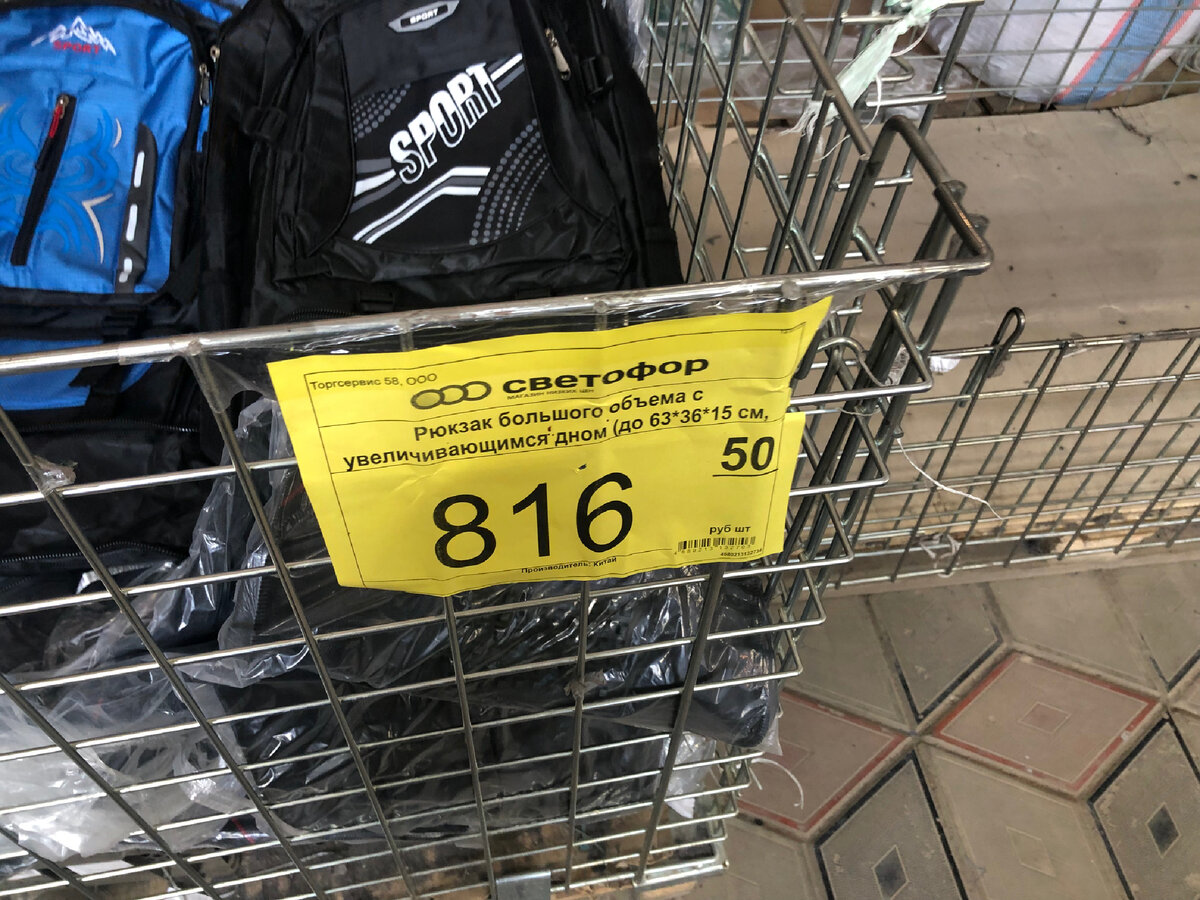 SPORT
SPORT
SPORT
Торгсервис 58, ООО
светофор
МАГАЗИН НИЗКИХ ЦЕН
Рюкзак большого объема с
увеличивающимся дном (до 63*36*15 см,
816 50
руб шт
Производитель: Китай